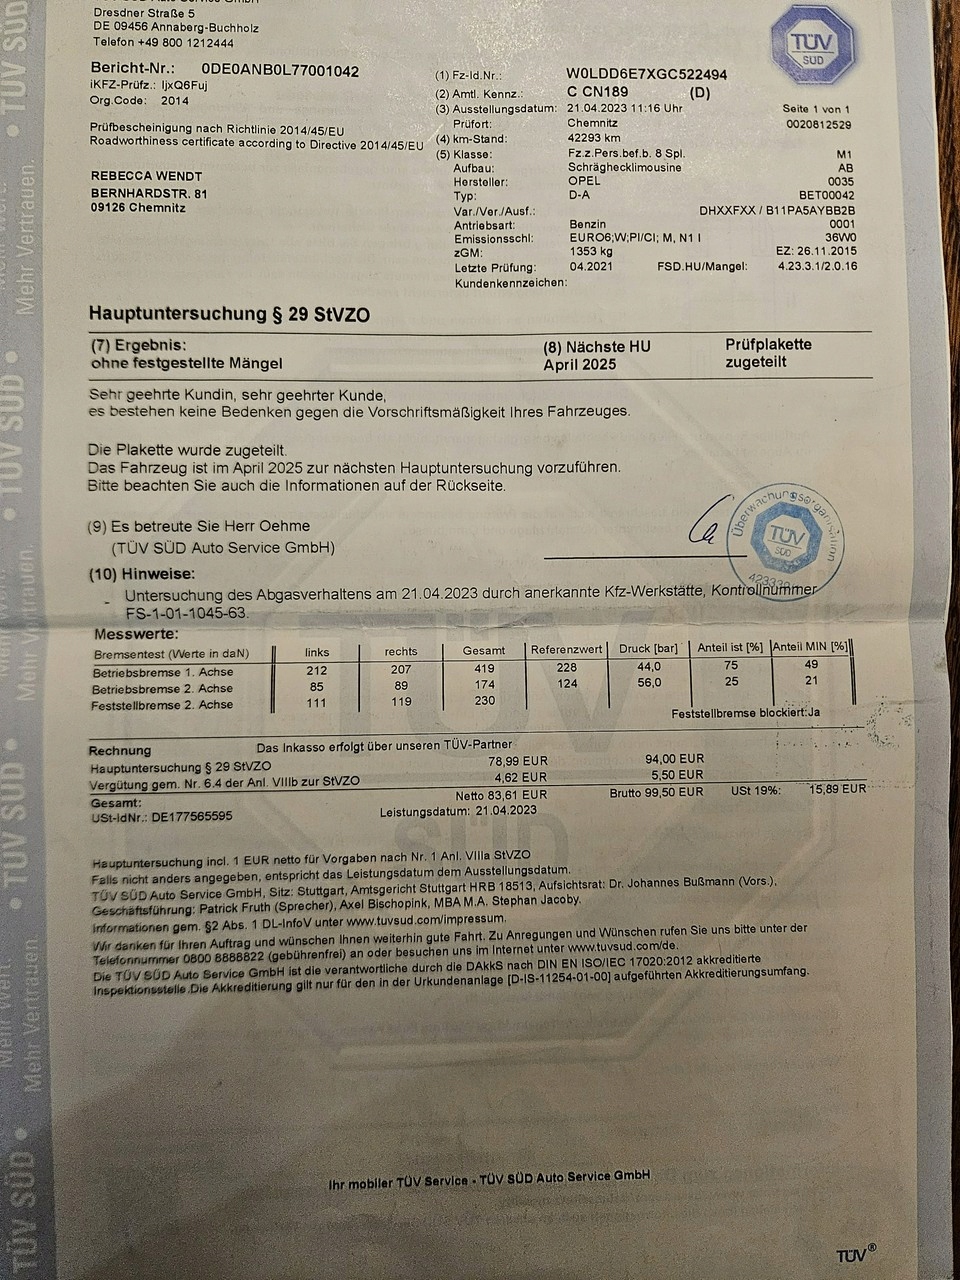 Dresdner Straße 5
DE 09456 Annaberg-Buchholz
Telefon +49 800 1212444
TÜV
SÜD
Bericht-Nr.: 0DE0ANB0L77001042
iKFZ-Prüfz.: IjxQ6Fuj
Org.Code: 2014
Prüfbescheinigung nach Richtlinie 2014/45/EU
Roadworthiness certificate according to Directive 2014/45/EU
REBECCA WENDT
BERNHARDSTR. 81
09126 Chemnitz
(1) Fz-Id.Nr.: W0LDD6E7XGC522494
(2) Amtl. Kennz.: C CN189 (D)
(3) Ausstellungsdatum: 21.04.2023 11:16 Uhr Seite 1 von 1
Prüfort: Chemnitz 0020812529
(4) km-Stand: 42293 km
(5) Klasse: Fz.z.Pers.bef.b. 8 Spl. M1
Aufbau: Schräghecklimousine AB
Hersteller: OPEL 0035
Typ: D-A BET00042
Var./Ver./Ausf.: DHXXFXX / B11PA5AYBB2B
Antriebsart: Benzin 0001
Emissionsschl: EURO6;W;PI/CI; M, N1 I 36W0
zGM: 1353 kg EZ: 26.11.2015
Letzte Prüfung: 04.2021 FSD.HU/Mangel: 4.23.3.1/2.0.16
Kundenkennzeichen:
Hauptuntersuchung § 29 StVZO
(7) Ergebnis: (8) Nächste HU Prüfplakette
ohne festgestellte Mängel April 2025 zugeteilt
Sehr geehrte Kundin, sehr geehrter Kunde,
es bestehen keine Bedenken gegen die Vorschriftsmäßigkeit Ihres Fahrzeuges.
Die Plakette wurde zugeteilt.
Das Fahrzeug ist im April 2025 zur nächsten Hauptuntersuchung vorzuführen.
Bitte beachten Sie auch die Informationen auf der Rückseite.
(9) Es betreute Sie Herr Oehme
(TÜV SÜD Auto Service GmbH)
Überwachungsorganisation
TÜV
SÜD
(10) Hinweise:
- Untersuchung des Abgasverhaltens am 21.04.2023 durch anerkannte Kfz-Werkstätte, Kontrollnummer
FS-1-01-1045-63.
Messwerte:
Bremsentest (Werte in daN) links rechts Gesamt Referenzwert Druck [bar] Anteil ist [%] Anteil MIN [%]
Betriebsbremse 1. Achse 212 207 419 228 44,0 75 49
Betriebsbremse 2. Achse 85 89 174 124 56,0 25 21
Feststellbremse 2. Achse 111 119 230
Feststellbremse blockiert:Ja
Rechnung Das Inkasso erfolgt über unseren TÜV-Partner
Hauptuntersuchung § 29 StVZO 78,99 EUR 94,00 EUR
Vergütung gem. Nr. 6.4 der Anl. VIIIb zur StVZO 4,62 EUR 5,50 EUR
Gesamt: Netto 83,61 EUR Brutto 99,50 EUR USt 19%: 15,89 EUR
USt-IdNr.: DE177565595 Leistungsdatum: 21.04.2023
Hauptuntersuchung incl. 1 EUR netto für Vorgaben nach Nr. 1 Anl. VIIIa StVZO
Falls nicht anders angegeben, entspricht das Leistungsdatum dem Ausstellungsdatum.
TÜV SÜD Auto Service GmbH, Sitz: Stuttgart, Amtsgericht Stuttgart HRB 18513, Aufsichtsrat: Dr. Johannes Bußmann (Vors.),
Geschäftsführung: Patrick Fruth (Sprecher), Axel Bischopink, MBA M.A. Stephan Jacoby.
Informationen gem. §2 Abs. 1 DL-InfoV unter www.tuvsud.com/impressum.
Wir danken für Ihren Auftrag und wünschen Ihnen weiterhin gute Fahrt. Zu Anregungen und Wünschen rufen Sie uns bitte unter der
Telefonnummer 0800 8888822 (gebührenfrei) an oder besuchen uns im Internet unter www.tuvsud.com/de.
Die TÜV SÜD Auto Service GmbH ist die verantwortliche durch die DAkkS nach DIN EN ISO/IEC 17020:2012 akkreditierte
Inspektionsstelle.Die Akkreditierung gilt nur für den in der Urkundenanlage [D-IS-11254-01-00] aufgeführten Akkreditierungsumfang.
Ihr mobiler TÜV Service - TÜV SÜD Auto Service GmbH
TÜV®
TÜV SÜD • TÜV SÜD • TÜV SÜD • TÜV SÜD
Mehr Vertrauen.
Mehr Vertrauen.
Mehr Wert.
Mehr Vertrauen.
TÜV
SÜD